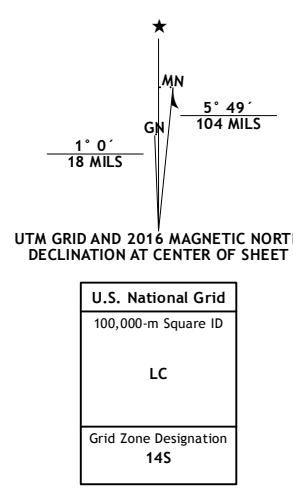 ★
MN
5° 49´
104 MILS
GN
1° 0´
18 MILS
UTM GRID AND 2016 MAGNETIC NORTH
DECLINATION AT CENTER OF SHEET
U.S. National Grid
100,000-m Square ID
LC
Grid Zone Designation
14S